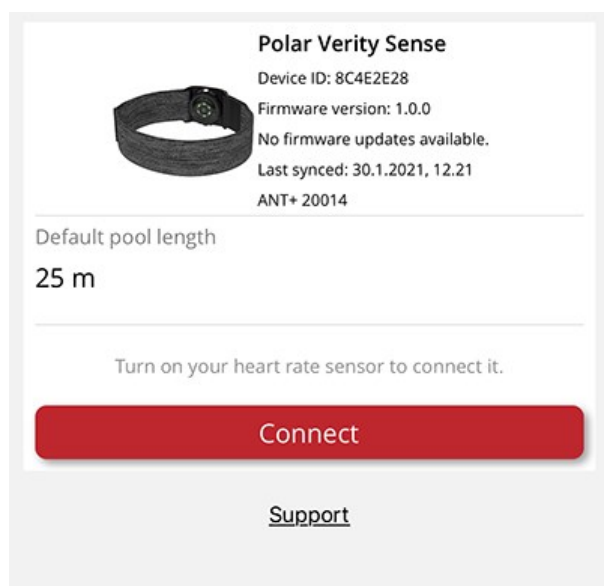 Polar Verity Sense
Device ID: 8C4E2E28
Firmware version: 1.0.0
No firmware updates available.
Last synced: 30.1.2021, 12.21
ANT+ 20014
Default pool length
25 m
Turn on your heart rate sensor to connect it.
Connect
Support